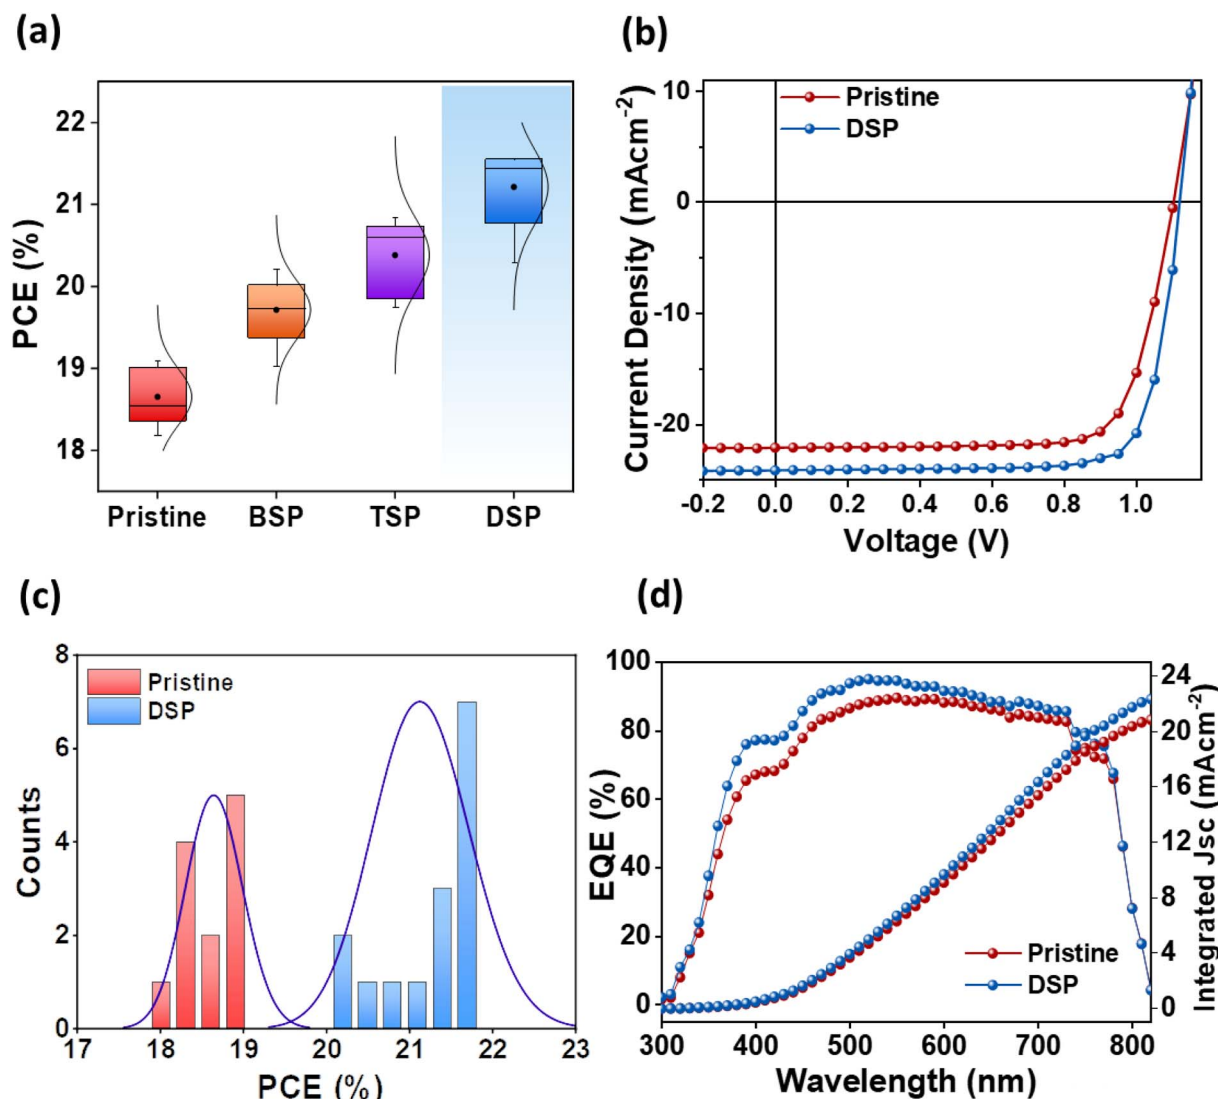 (a)
PCE (%)
22
21
20
19
18
Pristine BSP TSP DSP
(b)
Current Density (mAcm⁻²)
10
0
-10
-20
Pristine
DSP
-0.2 0.0 0.2 0.4 0.6 0.8 1.0
Voltage (V)
(c)
Counts
8
6
4
2
0
Pristine
DSP
17 18 19 20 21 22 23
PCE (%)
(d)
EQE (%)
100
80
60
40
20
0
Integrated Jsc (mAcm⁻²)
24
20
16
12
8
4
0
Pristine
DSP
300 400 500 600 700 800
Wavelength (nm)